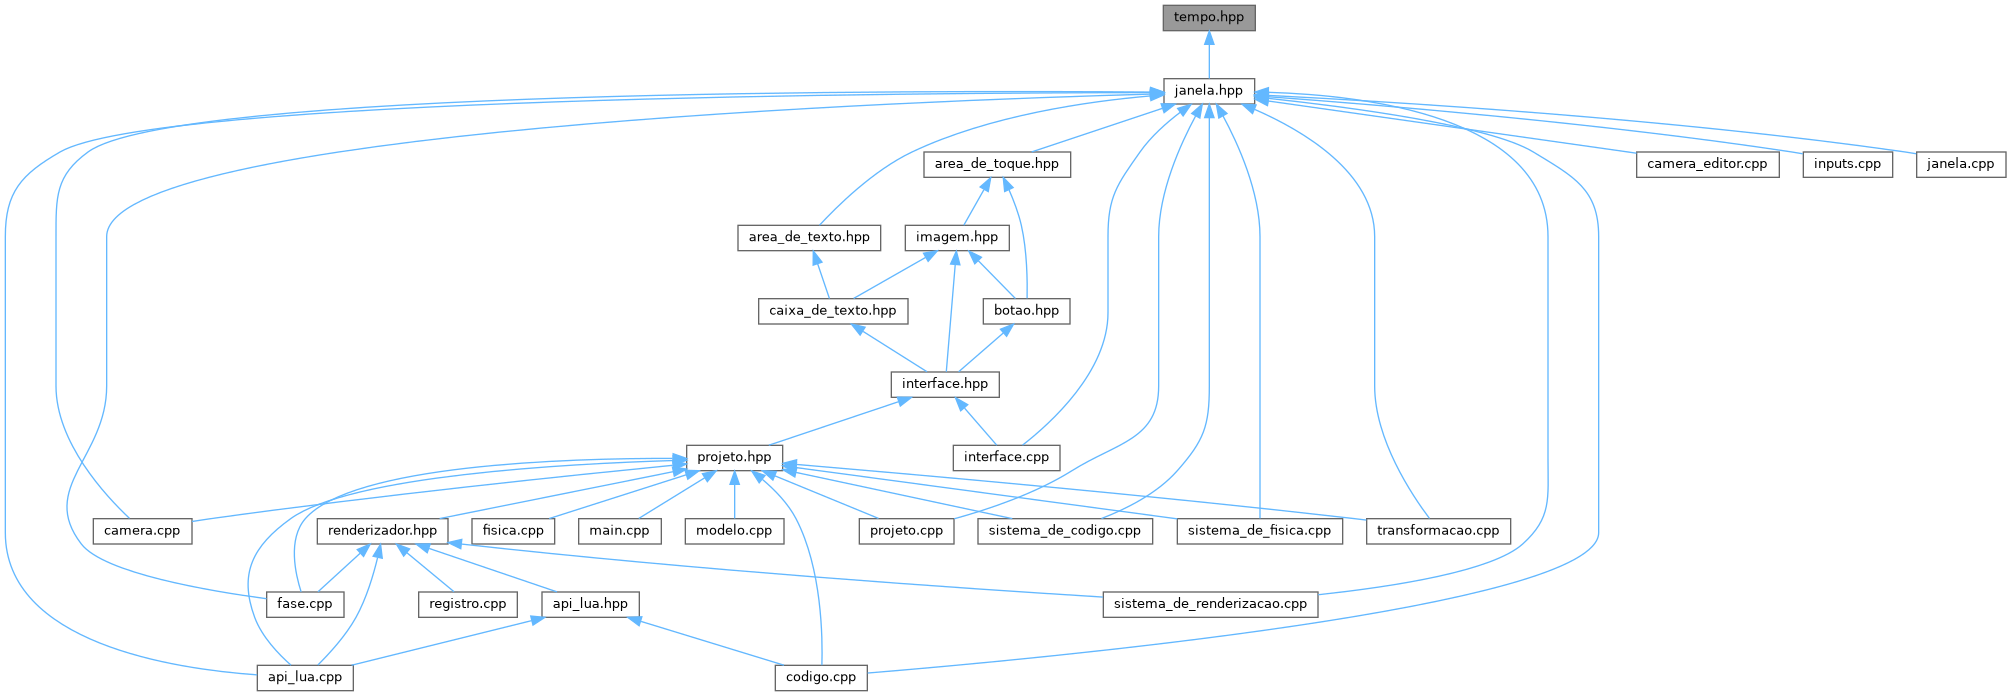 tempo.hpp
janela.hpp
area_de_toque.hpp
camera_editor.cpp
inputs.cpp
janela.cpp
area_de_texto.hpp
imagem.hpp
caixa_de_texto.hpp
botao.hpp
interface.hpp
projeto.hpp
interface.cpp
camera.cpp
renderizador.hpp
fisica.cpp
main.cpp
modelo.cpp
projeto.cpp
sistema_de_codigo.cpp
sistema_de_fisica.cpp
transformacao.cpp
fase.cpp
registro.cpp
api_lua.hpp
sistema_de_renderizacao.cpp
api_lua.cpp
codigo.cpp